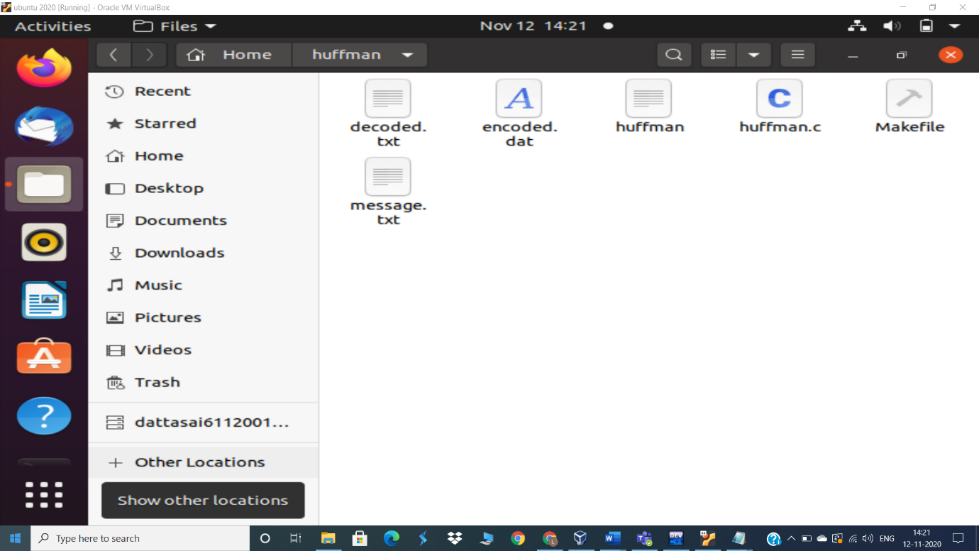 ubuntu 2020 [Running] - Oracle VM VirtualBox
Activities Files Nov 12 14:21
Home huffman
Recent
Starred
Home
Desktop
Documents
Downloads
Music
Pictures
Videos
Trash
dattasai6112001...
Other Locations
Show other locations
decoded.
txt
encoded.
dat
huffman
huffman.c
Makefile
message.
txt
Type here to search
ENG
14:21
12-11-2020